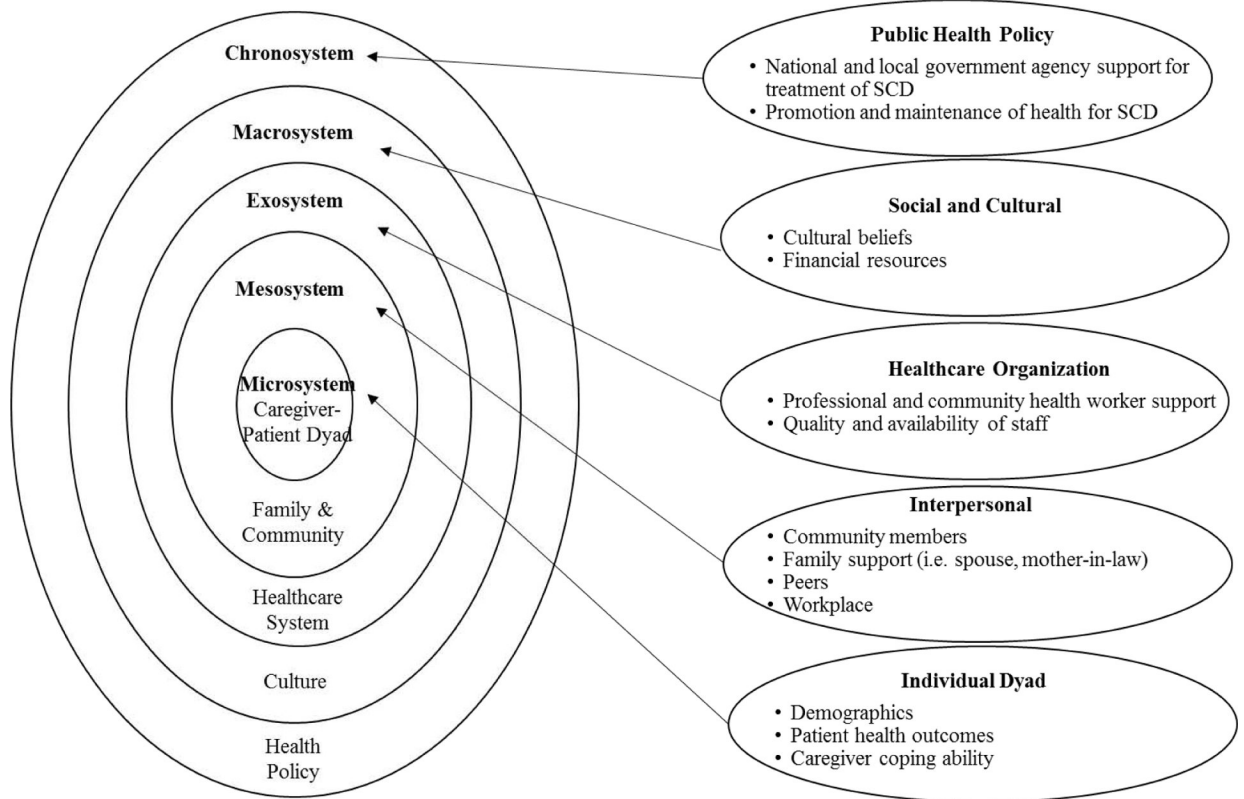 Chronosystem
Macrosystem
Exosystem
Mesosystem
Microsystem
Caregiver-
Patient Dyad
Family &
Community
Healthcare
System
Culture
Health
Policy
Public Health Policy
• National and local government agency support for
treatment of SCD
• Promotion and maintenance of health for SCD
Social and Cultural
• Cultural beliefs
• Financial resources
Healthcare Organization
• Professional and community health worker support
• Quality and availability of staff
Interpersonal
• Community members
• Family support (i.e. spouse, mother-in-law)
• Peers
• Workplace
Individual Dyad
• Demographics
• Patient health outcomes
• Caregiver coping ability